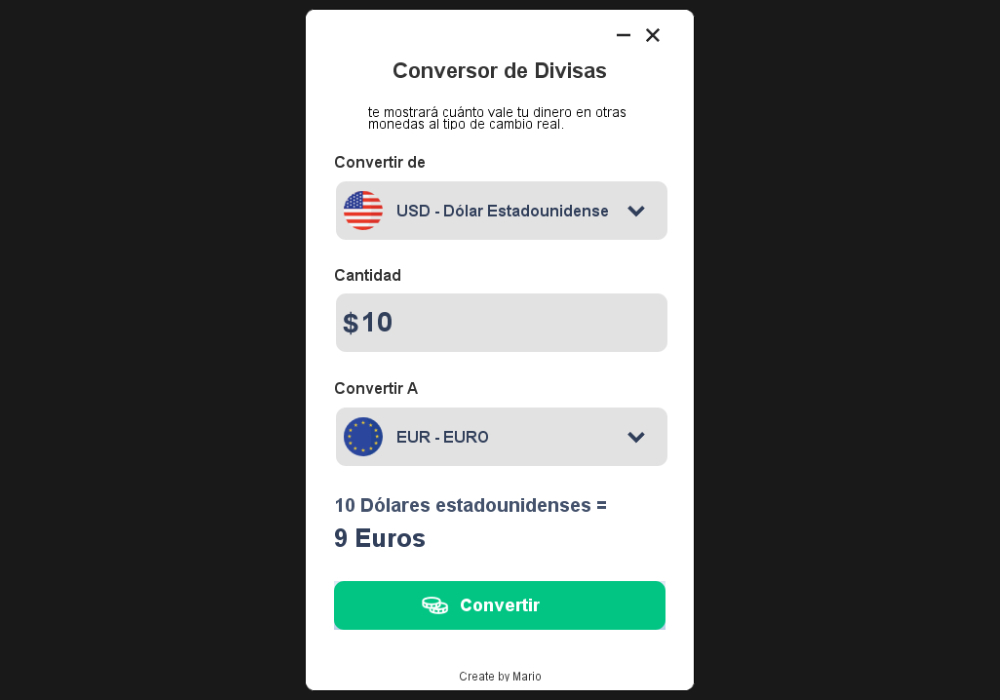 Conversor de Divisas
te mostrará cuánto vale tu dinero en otras
monedas al tipo de cambio real.
Convertir de
USD - Dólar Estadounidense
Cantidad
$10
Convertir A
EUR - EURO
10 Dólares estadounidenses =
9 Euros
Convertir
Create by Mario